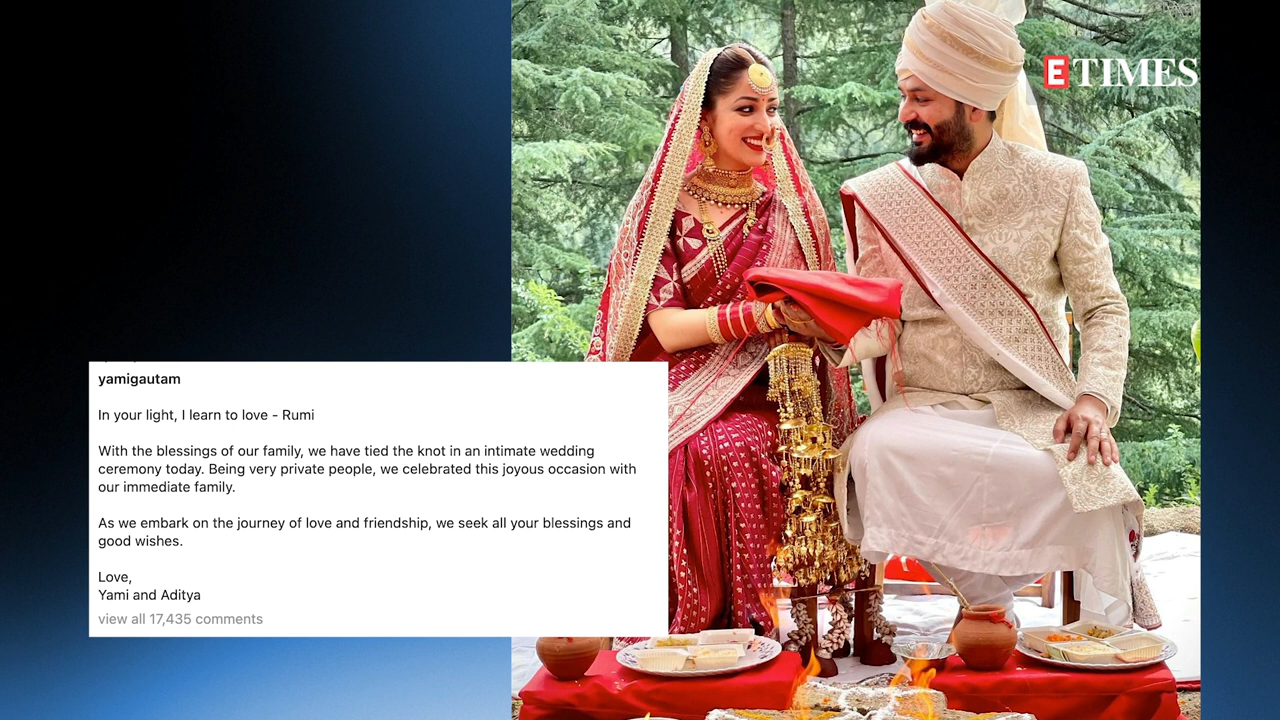 ETIMES
yamigautam
In your light, I learn to love - Rumi
With the blessings of our family, we have tied the knot in an intimate wedding
ceremony today. Being very private people, we celebrated this joyous occasion with
our immediate family.
As we embark on the journey of love and friendship, we seek all your blessings and
good wishes.
Love,
Yami and Aditya
view all 17,435 comments